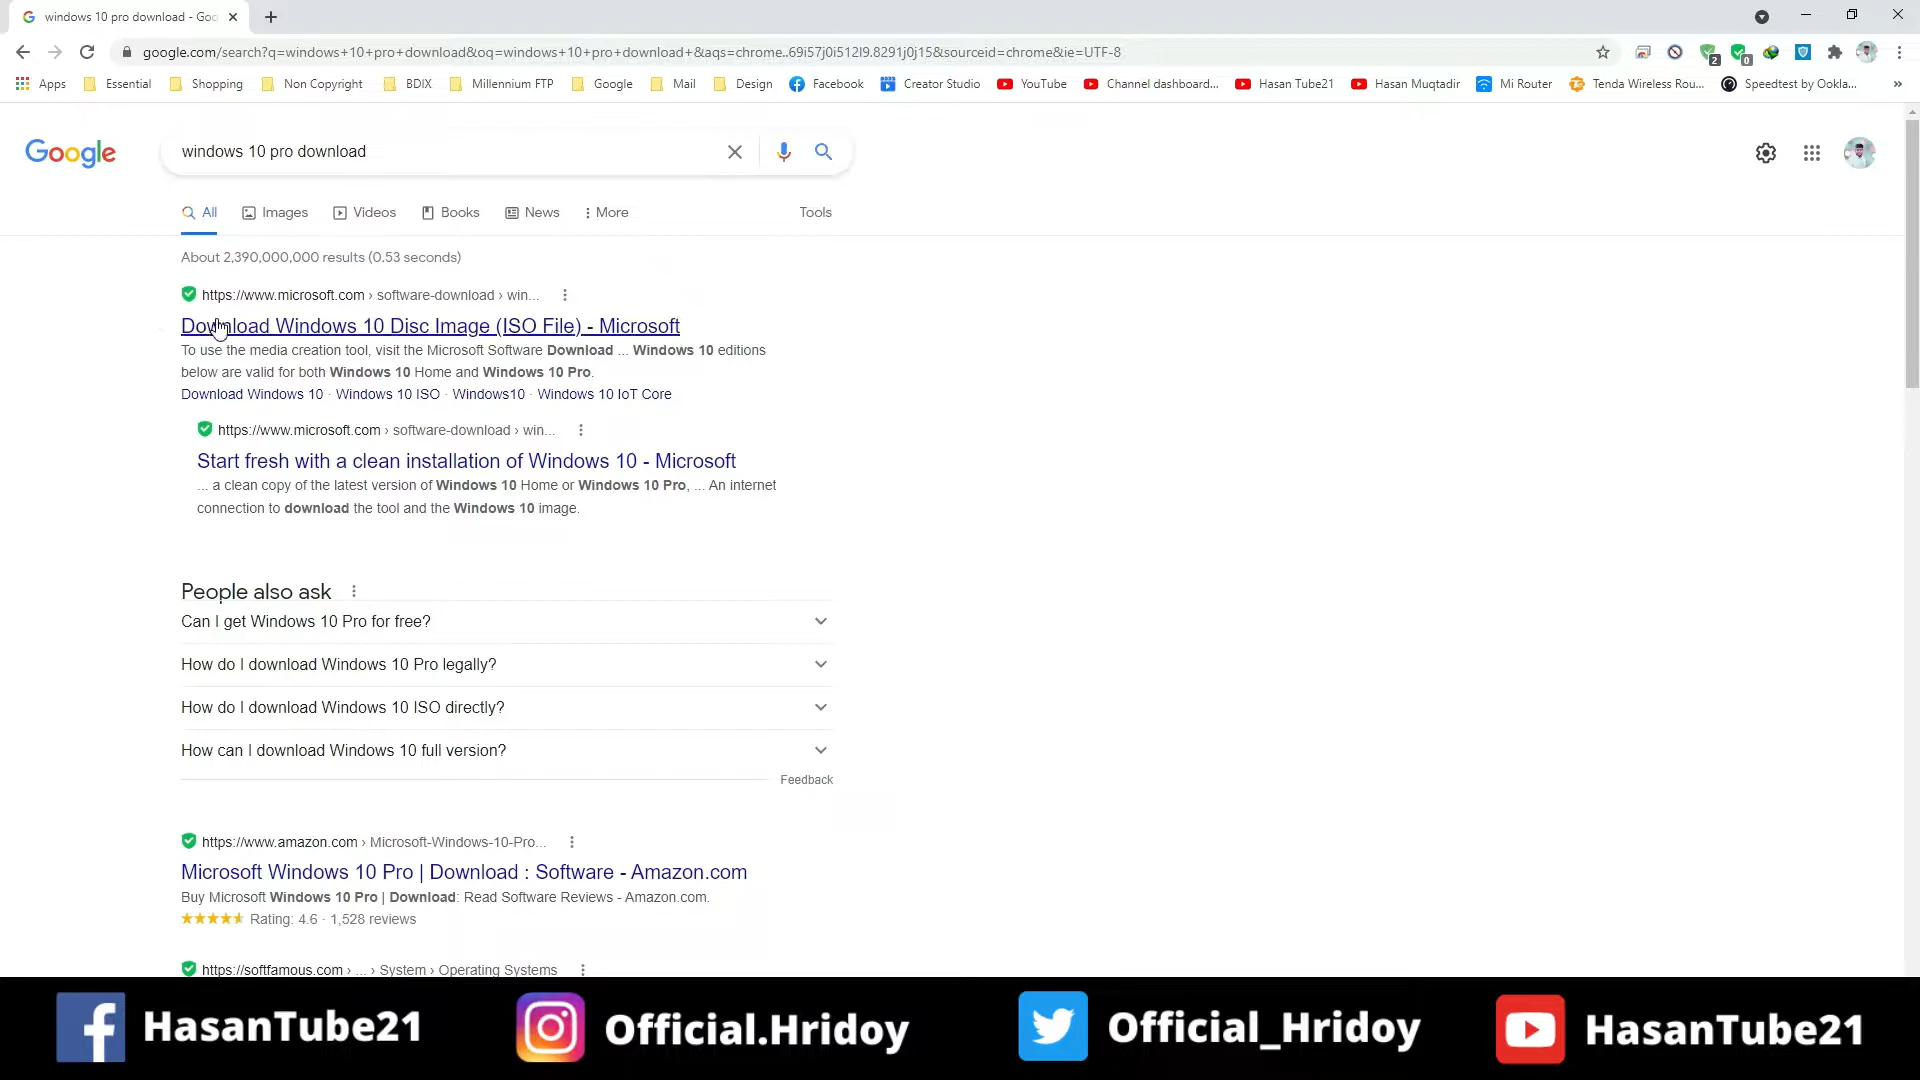 windows 10 pro download - Goo
google.com/search?q=windows+10+pro+download&oq=windows+10+pro+download+&aqs=chrome..69i57j0i512l9.8291j0j15&sourceid=chrome&ie=UTF-8
2
0
Apps Essential Shopping Non Copyright BDIX Millennium FTP Google Mail Design Facebook Creator Studio YouTube Channel dashboard... Hasan Tube21 Hasan Muqtadir Mi Router Tenda Wireless Rou... Speedtest by Ookla... »
Google
windows 10 pro download
All Images Videos Books News More Tools
About 2,390,000,000 results (0.53 seconds)
https://www.microsoft.com › software-download › win...
Download Windows 10 Disc Image (ISO File) - Microsoft
To use the media creation tool, visit the Microsoft Software Download ... Windows 10 editions
below are valid for both Windows 10 Home and Windows 10 Pro.
Download Windows 10 · Windows 10 ISO · Windows10 · Windows 10 IoT Core
https://www.microsoft.com › software-download › win...
Start fresh with a clean installation of Windows 10 - Microsoft
... a clean copy of the latest version of Windows 10 Home or Windows 10 Pro, ... An internet
connection to download the tool and the Windows 10 image.
People also ask
Can I get Windows 10 Pro for free?
How do I download Windows 10 Pro legally?
How do I download Windows 10 ISO directly?
How can I download Windows 10 full version?
Feedback
https://www.amazon.com › Microsoft-Windows-10-Pro...
Microsoft Windows 10 Pro | Download : Software - Amazon.com
Buy Microsoft Windows 10 Pro | Download: Read Software Reviews - Amazon.com.
Rating: 4.6 · 1,528 reviews
https://softfamous.com › ... › System › Operating Systems
HasanTube21 Official.Hridoy Official_Hridoy HasanTube21